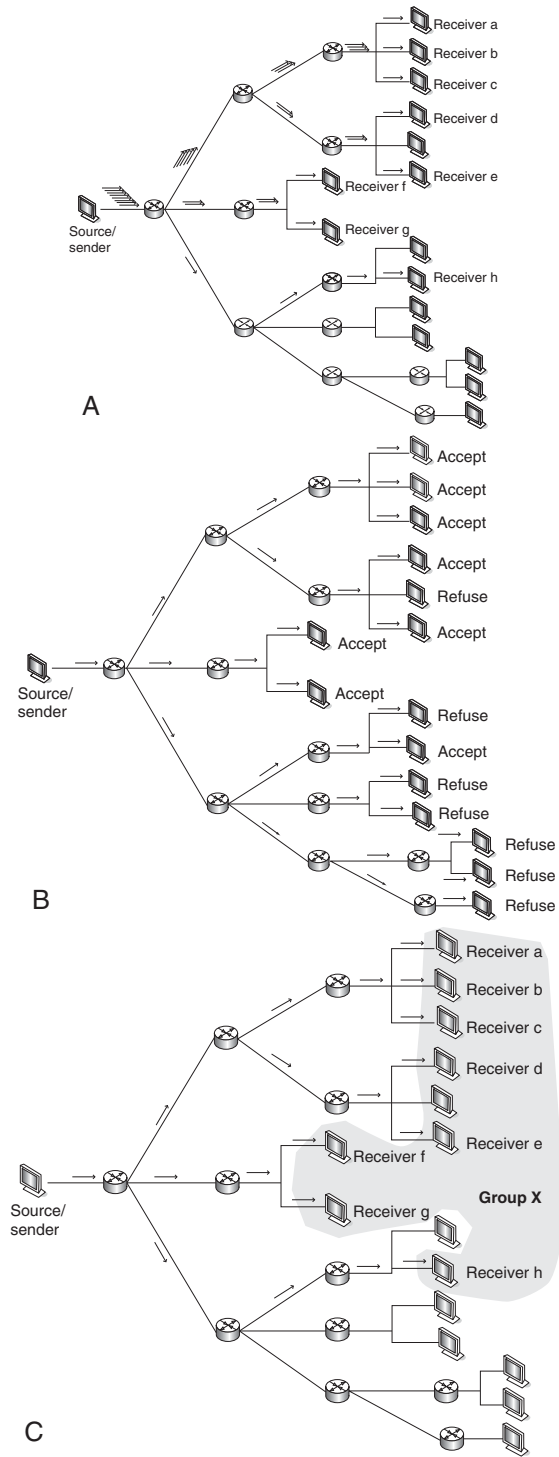 Receiver a
Receiver b
Receiver c
Receiver d
Receiver e
Receiver f
Source/
sender
Receiver g
Receiver h
A
Accept
Accept
Accept
Accept
Refuse
Accept
Accept
Source/
sender
Accept
Refuse
Accept
Refuse
Refuse
Refuse
Refuse
Refuse
B
Receiver a
Receiver b
Receiver c
Receiver d
Receiver e
Receiver f
Source/
sender
Group X
Receiver g
Receiver h
C